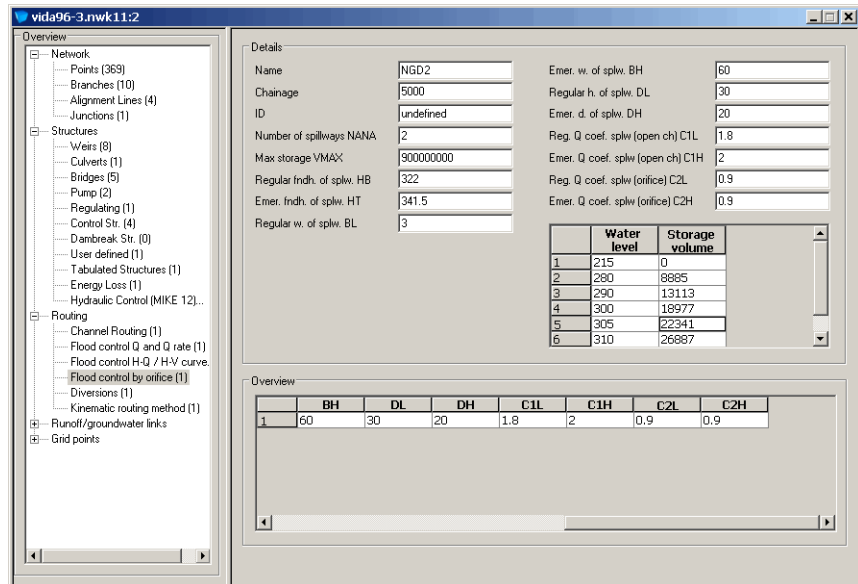 vida96-3.nwk11:2
Overview
Network
Points (369)
Branches (10)
Alignment Lines (4)
Junctions (1)
Structures
Weirs (8)
Culverts (1)
Bridges (5)
Pump (2)
Regulating (1)
Control Str. (4)
Dambreak Str. (0)
User defined (1)
Tabulated Structures (1)
Energy Loss (1)
Hydraulic Control (MIKE 12)...
Routing
Channel Routing (1)
Flood control Q and Q rate (1)
Flood control H-Q / H-V curve.
Flood control by orifice (1)
Diversions (1)
Kinematic routing method (1)
Runoff/groundwater links
Grid points
Details
Name NGD2
Chainage 5000
ID undefined
Number of spillways NANA 2
Max storage VMAX 900000000
Regular fndh. of splw. HB 322
Emer. fndh. of splw. HT 341.5
Regular w. of splw. BL 3
Emer. w. of splw. BH 60
Regular h. of splw. DL 30
Emer. d. of splw. DH 20
Reg. Q coef. splw (open ch) C1L 1.8
Emer. Q coef. splw (open ch) C1H 2
Reg. Q coef. splw (orifice) C2L 0.9
Emer. Q coef. splw (orifice) C2H 0.9
Water level Storage volume
1 215 0
2 280 8885
3 290 13113
4 300 18977
5 305 22341
6 310 26887
Overview
BH DL DH C1L C1H C2L C2H
1 60 30 20 1.8 2 0.9 0.9